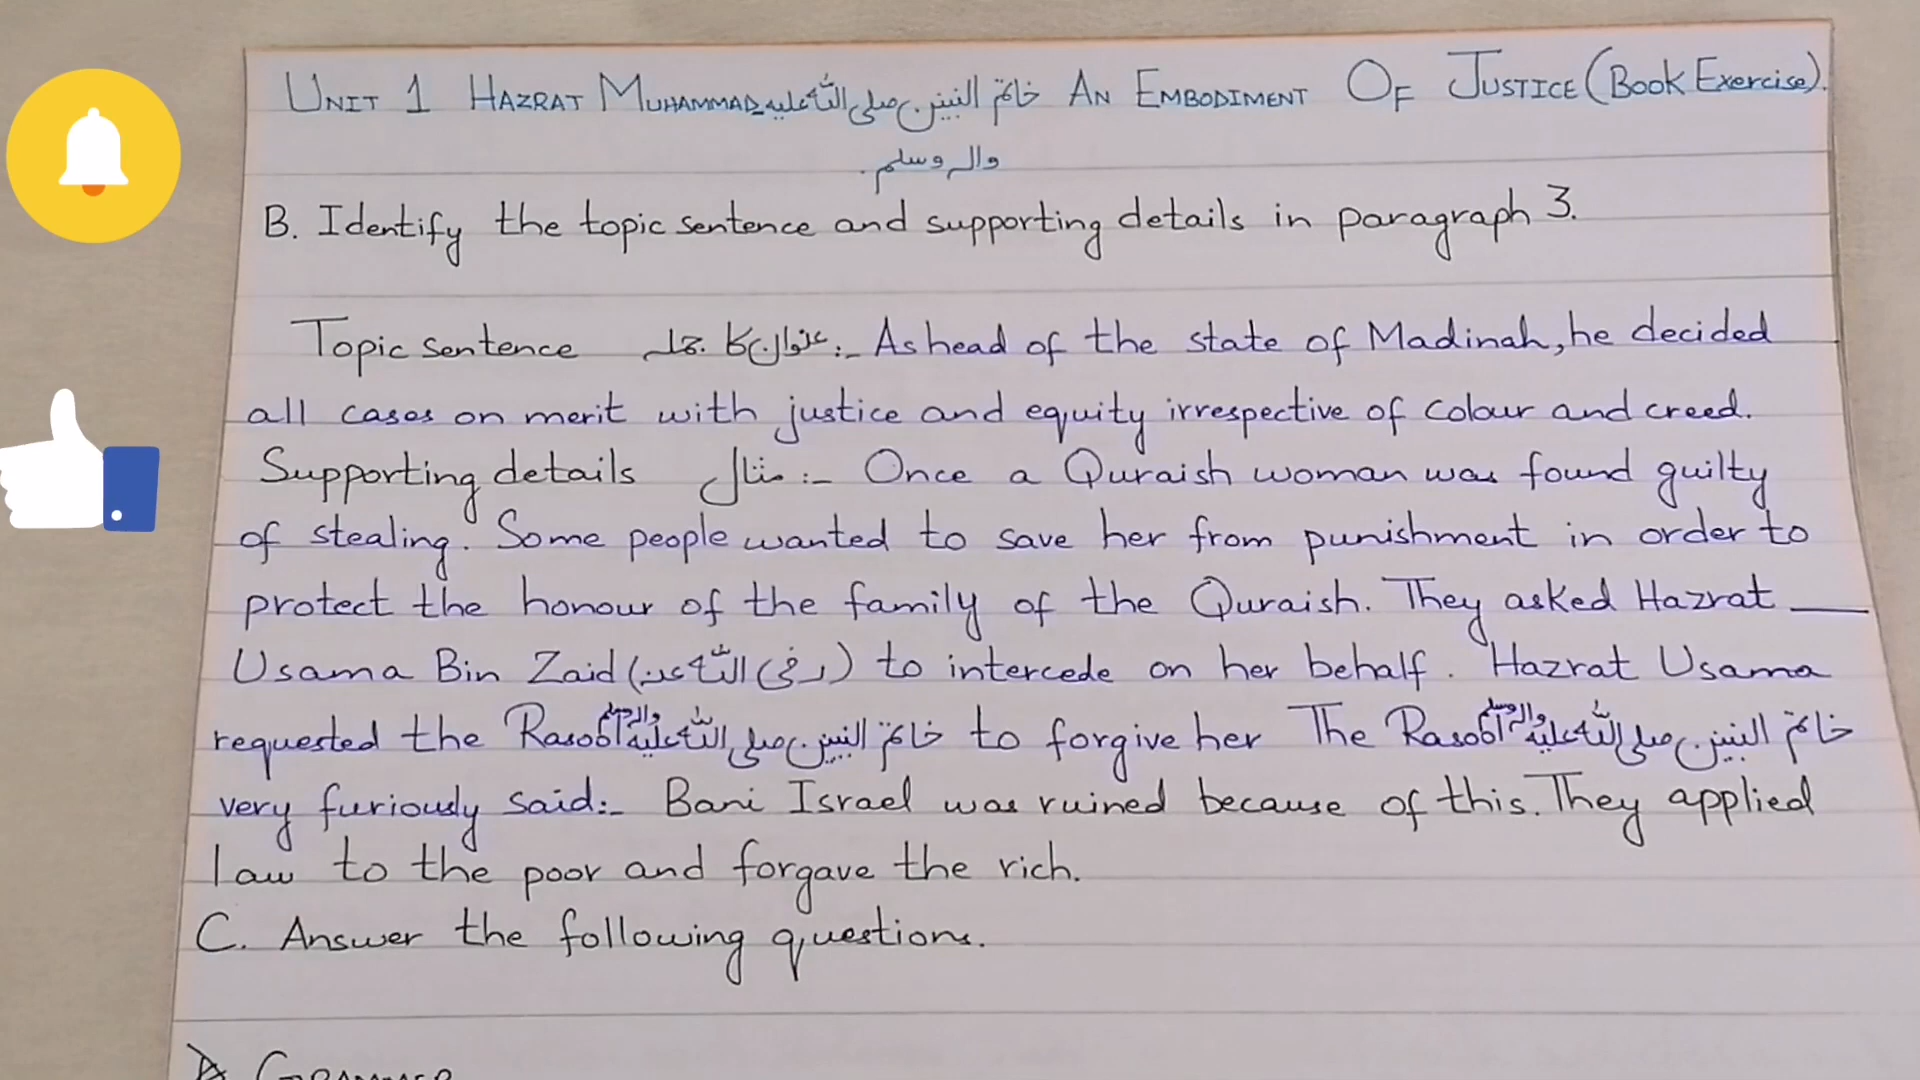 UNIT 1 HAZRAT MUHAMMAD خاتم النبیین صلی اللہ علیہ AN EMBODIMENT OF JUSTICE (Book Exercise).
والہ وسلم
B. Identify the topic sentence and supporting details in paragraph 3.
Topic sentence عنوان کا جملہ :- As head of the state of Madinah, he decided
all cases on merit with justice and equity irrespective of colour and creed.
Supporting details مثال :- Once a Quraish woman was found guilty
of stealing. Some people wanted to save her from punishment in order to
protect the honour of the family of the Quraish. They asked Hazrat
Usama Bin Zaid (رضی اللہ عنہ) to intercede on her behalf. Hazrat Usama
requested the Rasool خاتم النبیین صلی اللہ علیہ والہ وسلم to forgive her The Rasool خاتم النبیین صلی اللہ علیہ والہ وسلم
very furiously said:- Bani Israel was ruined because of this. They applied
law to the poor and forgave the rich.
C. Answer the following questions.